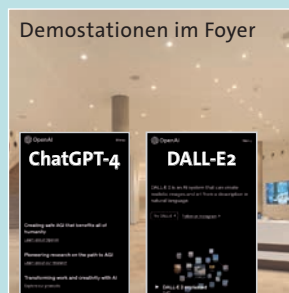 Demostationen im Foyer
OpenAI
ChatGPT-4
Creating safe AGI that benefits all of
humanity
Pioneering research on the path to AGI
Transforming work and creativity with AI
OpenAI
DALL-E2
DALL·E 2 is an AI system that can create
realistic images and art from a description in
natural language.